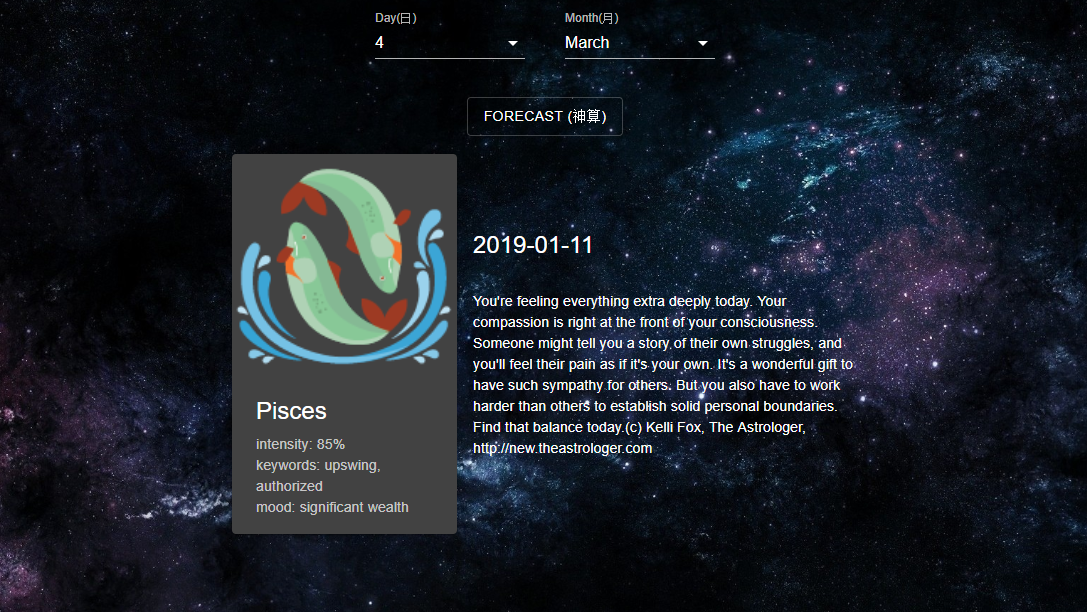 Day(日)
Month(月)
4
March
FORECAST (神算)
2019-01-11
You're feeling everything extra deeply today. Your
compassion is right at the front of your consciousness.
Someone might tell you a story of their own struggles, and
you'll feel their pain as if it's your own. It's a wonderful gift to
have such sympathy for others. But you also have to work
harder than others to establish solid personal boundaries.
Find that balance today.(c) Kelli Fox, The Astrologer,
http://new.theastrologer.com
Pisces
intensity: 85%
keywords: upswing,
authorized
mood: significant wealth